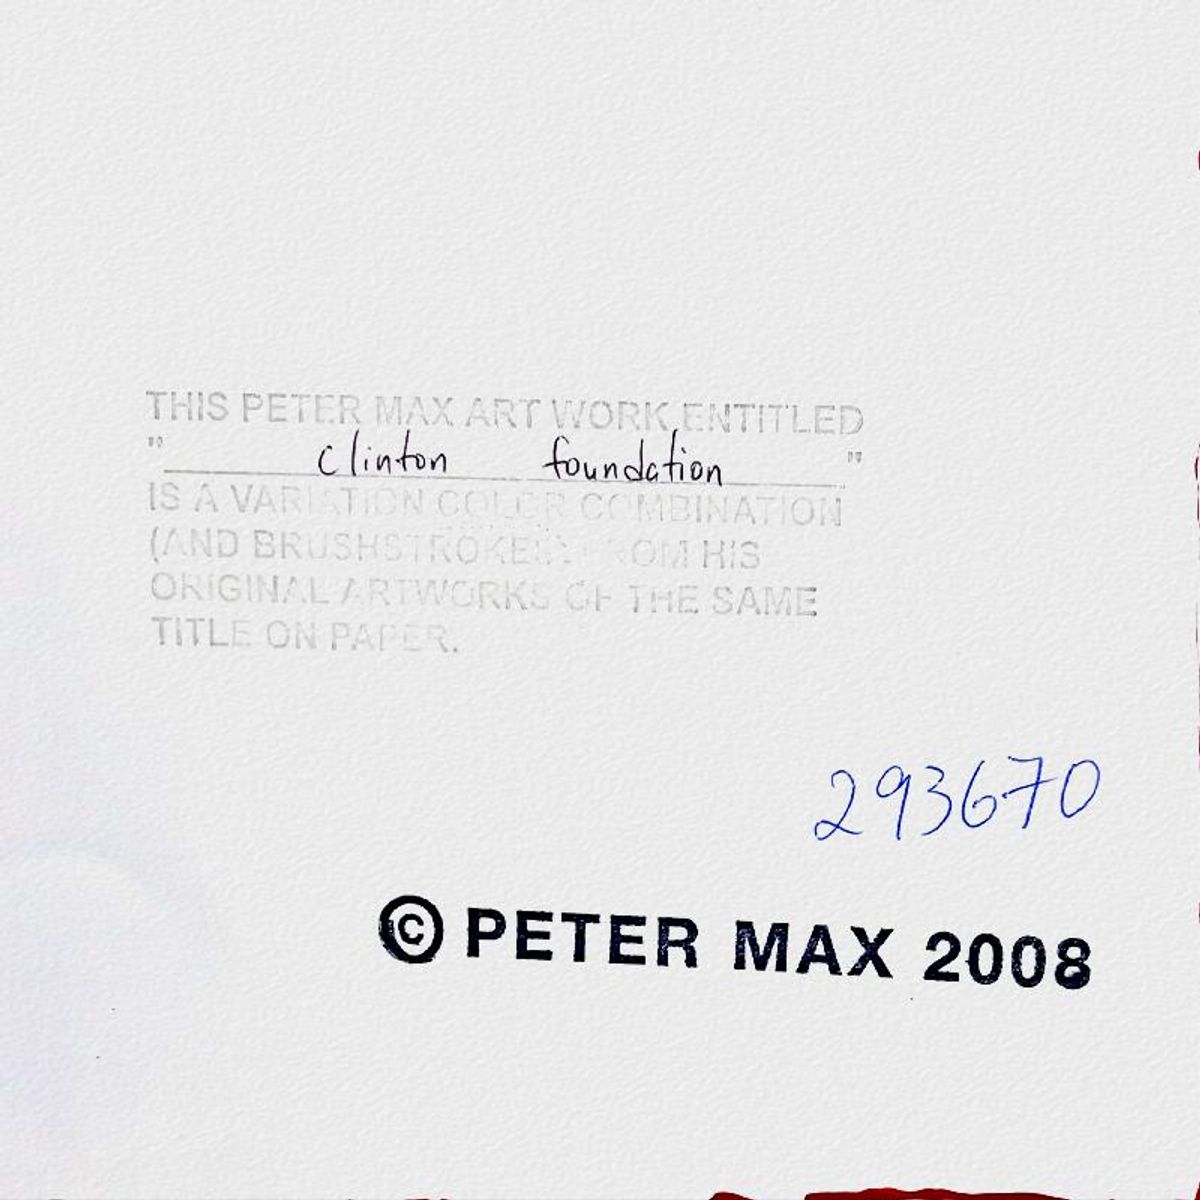 THIS PETER MAX ART WORK ENTITLED
" clinton foundation "
IS A VARIATION COLOR COMBINATION
(AND BRUSHSTROKES) FROM HIS
ORIGINAL ARTWORKS OF THE SAME
TITLE ON PAPER.
293670
© PETER MAX 2008